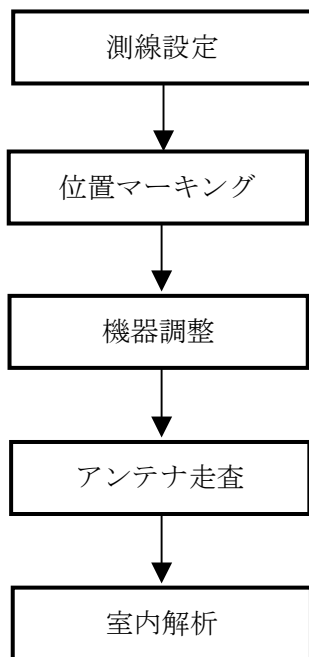 測線設定
位置マーキング
機器調整
アンテナ走査
室内解析